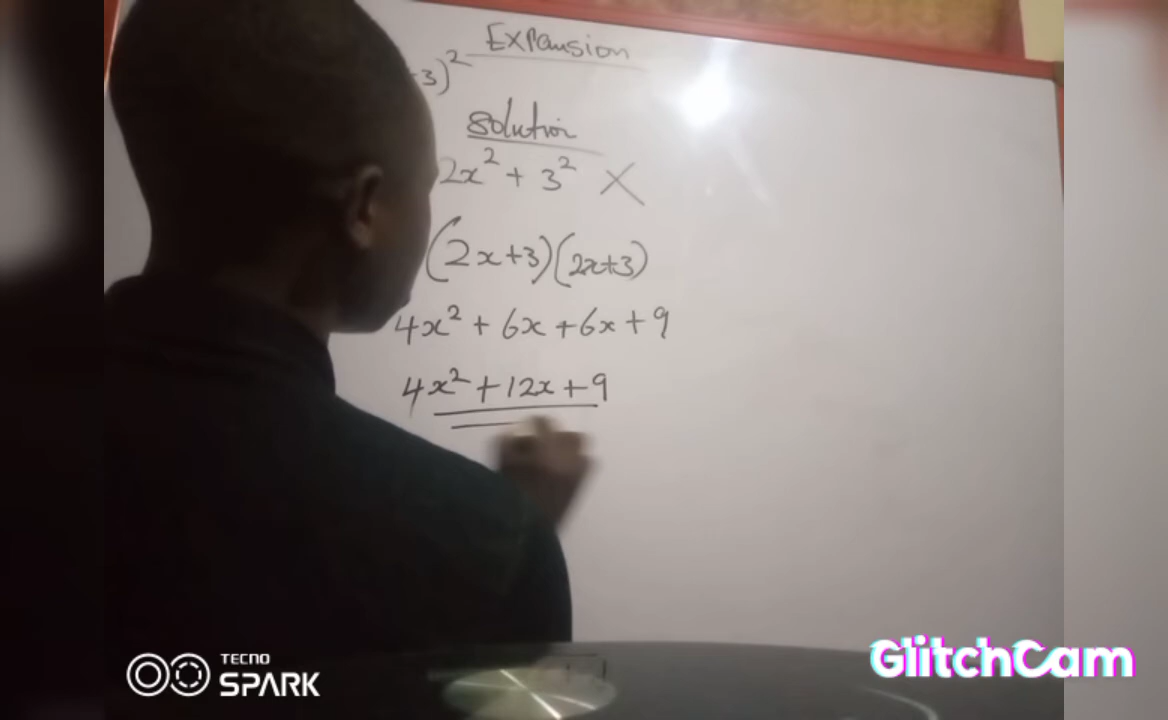 Expansion
3)²
Solution
2x² + 3² X
(2x+3)(2x+3)
4x² + 6x + 6x + 9
4x² + 12x + 9
TECNO
SPARK
GlitchCam